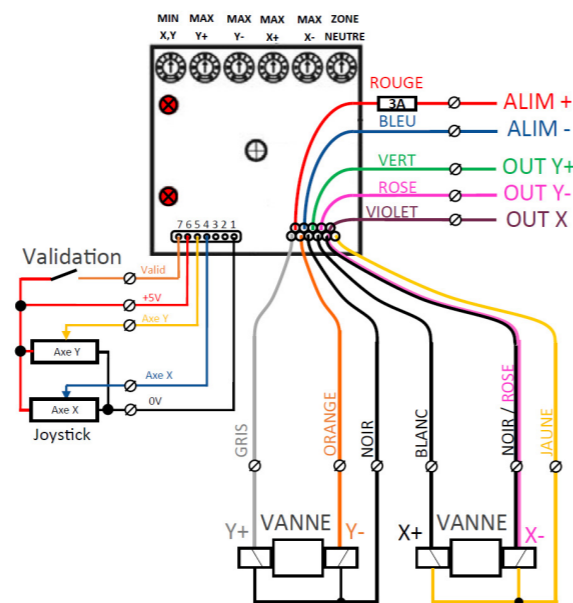 MIN MAX MAX MAX MAX ZONE
X,Y Y+ Y- X+ X- NEUTRE
ROUGE
3A
ALIM +
BLEU
ALIM -
VERT
OUT Y+
ROSE
OUT Y-
VIOLET
OUT X
7 6 5 4 3 2 1
Validation
Valid
+5V
Axe Y
Axe Y
Axe X
Axe X
0V
Joystick
GRIS
ORANGE
NOIR
BLANC
NOIR / ROSE
JAUNE
Y+ VANNE Y-
X+ VANNE X-